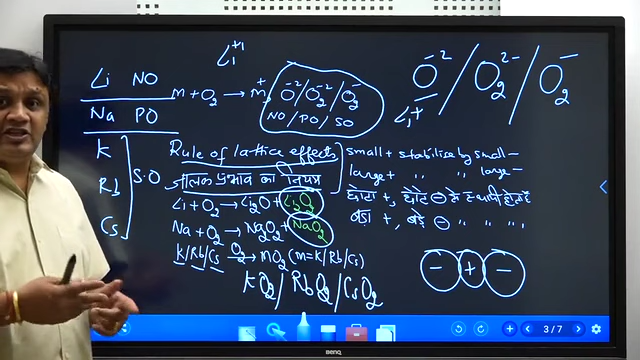 Li⁺¹
Li NO
Na PO
K
Rb
Cs
S.O
m + O₂ → m⁺ O⁻²/O₂⁻²/O₂⁻
NO/PO/SO
O⁻² / O₂²⁻ / O₂⁻
Li⁺
Rule of lattice effects
जालक प्रभाव का नियम
small + stabilise by small –
large + ,, ,, large –
छोटा +, छोटे ⊖ से स्थायी होता है
बड़ा +, बड़े ⊖ ,, ,, ,,
Li + O₂ → Li₂O + Li₂O₂
Na + O₂ → Na₂O₂ + NaO₂
K/Rb/Cs O₂→ MO₂ (m=K/Rb/Cs)
KO₂/ RbO₂/CsO₂
– + –
3/7
BENQ